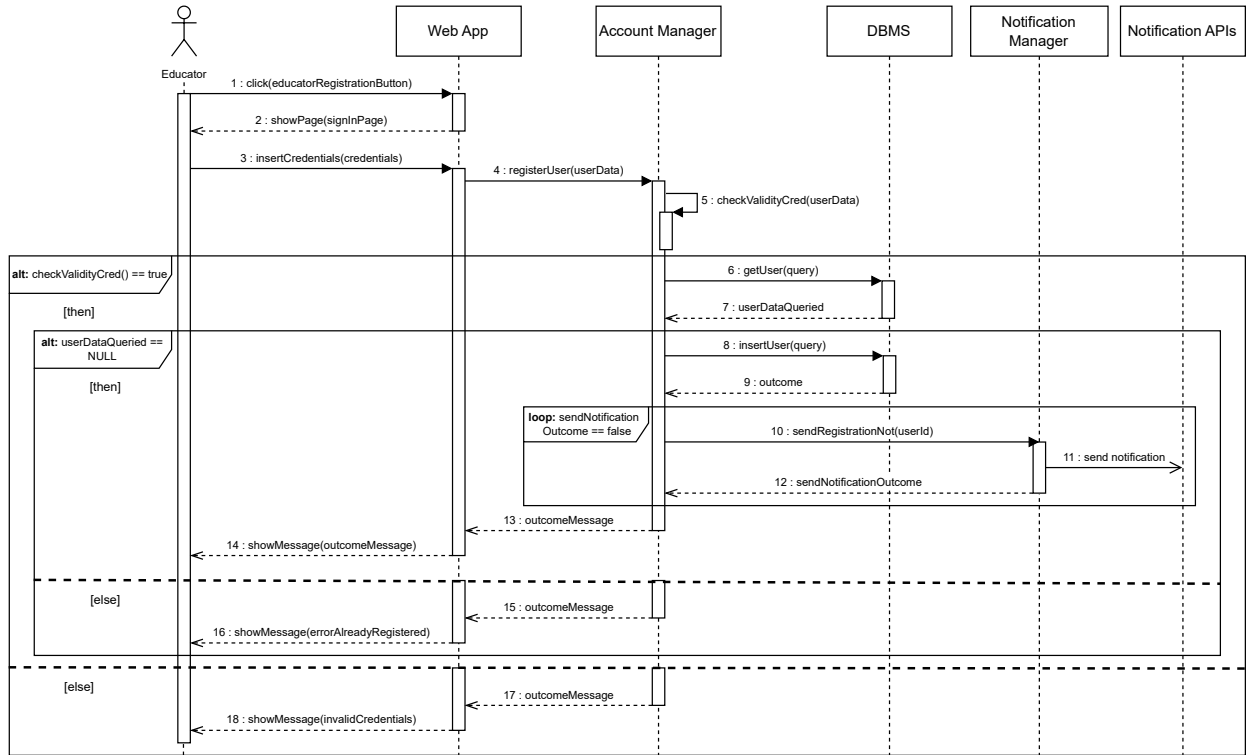 Web App
Account Manager
DBMS
Notification
Manager
Notification APIs
Educator
1 : click(educatorRegistrationButton)
2 : showPage(signInPage)
3 : insertCredentials(credentials)
4 : registerUser(userData)
5 : checkValidityCred(userData)
alt: checkValidityCred() == true
6 : getUser(query)
[then]
7 : userDataQueried
alt: userDataQueried ==
NULL
8 : insertUser(query)
[then]
9 : outcome
loop: sendNotification
Outcome == false
10 : sendRegistrationNot(userId)
11 : send notification
12 : sendNotificationOutcome
13 : outcomeMessage
14 : showMessage(outcomeMessage)
[else]
15 : outcomeMessage
16 : showMessage(errorAlreadyRegistered)
[else]
17 : outcomeMessage
18 : showMessage(invalidCredentials)